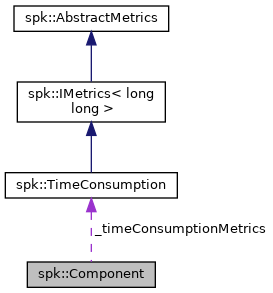 spk::AbstractMetrics
spk::IMetrics< long
long >
spk::TimeConsumption
_timeConsumptionMetrics
spk::Component